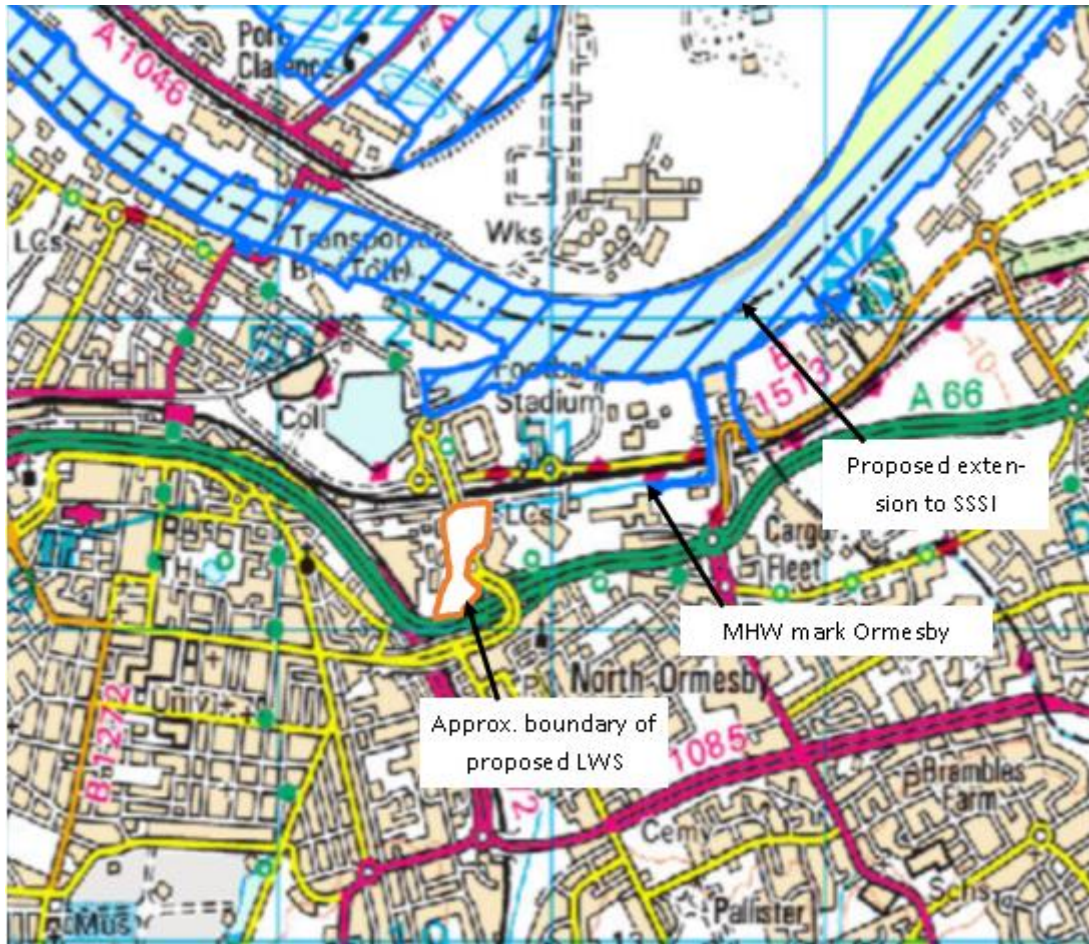 A 1046
Port
Clarence
4
LCs
Wks
Transporter
Br (Toll)
Coll
Football
Stadium
51
B
1513
A 66
Proposed exten-
sion to SSSI
LCs
Cargo
Fleet
TH
MHW mark Ormesby
North Ormesby
Univ
B 1272
Approx. boundary of
proposed LWS
1085
Brambles
Farm
Cemy
Schs
Pallister
Mus